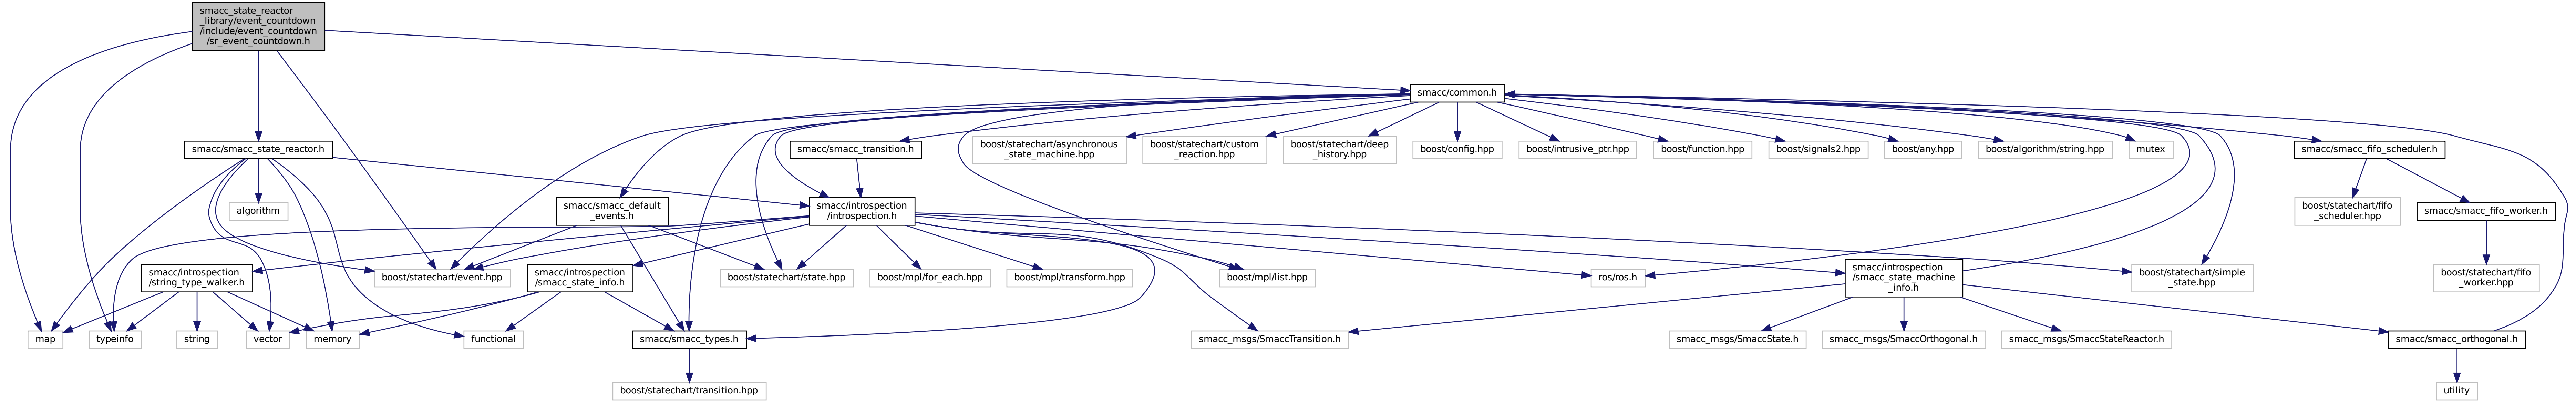 smacc_state_reactor
_library/event_countdown
/include/event_countdown
/sr_event_countdown.h
smacc/common.h
smacc/smacc_state_reactor.h
smacc/smacc_transition.h
boost/statechart/asynchronous
_state_machine.hpp
boost/statechart/custom
_reaction.hpp
boost/statechart/deep
_history.hpp
boost/config.hpp
boost/intrusive_ptr.hpp
boost/function.hpp
boost/signals2.hpp
boost/any.hpp
boost/algorithm/string.hpp
mutex
smacc/smacc_fifo_scheduler.h
algorithm
smacc/smacc_default
_events.h
smacc/introspection
/introspection.h
boost/statechart/fifo
_scheduler.hpp
smacc/smacc_fifo_worker.h
smacc/introspection
/string_type_walker.h
boost/statechart/event.hpp
smacc/introspection
/smacc_state_info.h
boost/statechart/state.hpp
boost/mpl/for_each.hpp
boost/mpl/transform.hpp
boost/mpl/list.hpp
ros/ros.h
smacc/introspection
/smacc_state_machine
_info.h
boost/statechart/simple
_state.hpp
boost/statechart/fifo
_worker.hpp
map
typeinfo
string
vector
memory
functional
smacc/smacc_types.h
smacc_msgs/SmaccTransition.h
smacc_msgs/SmaccState.h
smacc_msgs/SmaccOrthogonal.h
smacc_msgs/SmaccStateReactor.h
smacc/smacc_orthogonal.h
boost/statechart/transition.hpp
utility